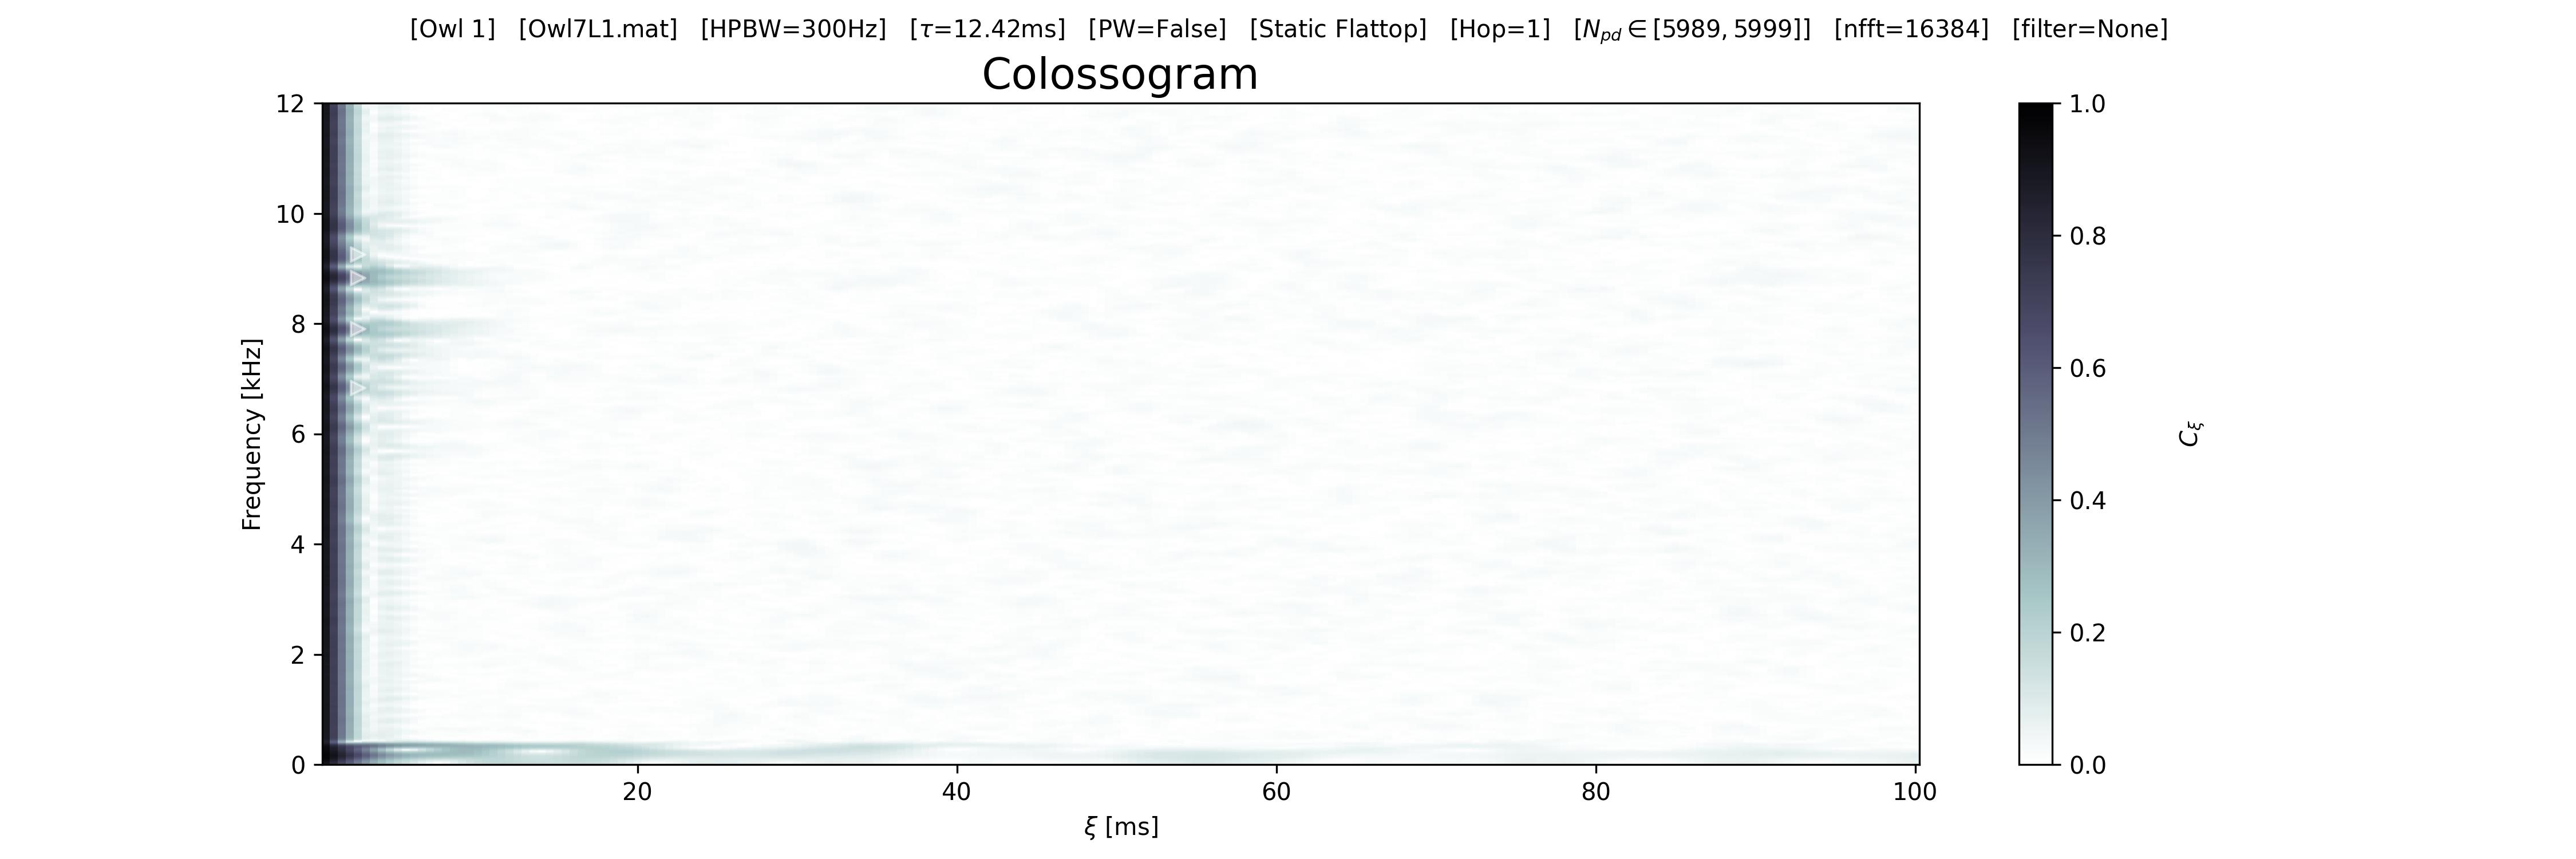 [Owl 1] [Owl7L1.mat] [HPBW=300Hz] [τ=12.42ms] [PW=False] [Static Flattop] [Hop=1] [N_pd ∈ [5989, 5999]] [nfft=16384] [filter=None]
Colossogram
12
10
8
6
4
2
0
Frequency [kHz]
20 40 60 80 100
ξ [ms]
1.0
0.8
0.6
0.4
0.2
0.0
C_ξ